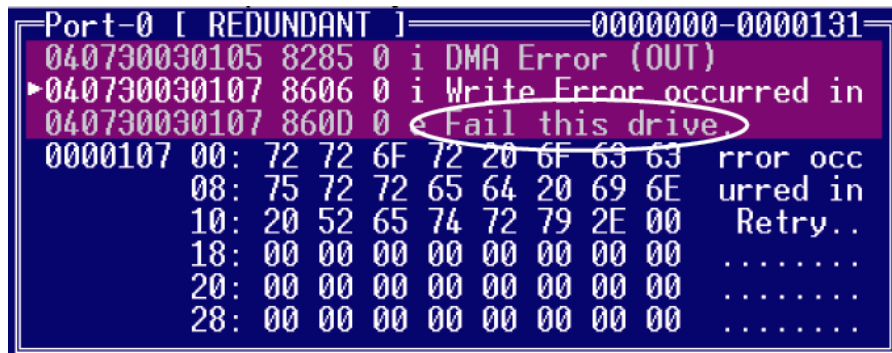 Port-0 [ REDUNDANT ] 0000000-0000131
040730030105 8285 0 i DMA Error (OUT)
►040730030107 8606 0 i Write Error occurred in
040730030107 860D 0 e Fail this drive.
0000107 00: 72 72 6F 72 20 6F 63 63 rror occ
08: 75 72 72 65 64 20 69 6E urred in
10: 20 52 65 74 72 79 2E 00 Retry..
18: 00 00 00 00 00 00 00 00 ........
20: 00 00 00 00 00 00 00 00 ........
28: 00 00 00 00 00 00 00 00 ........